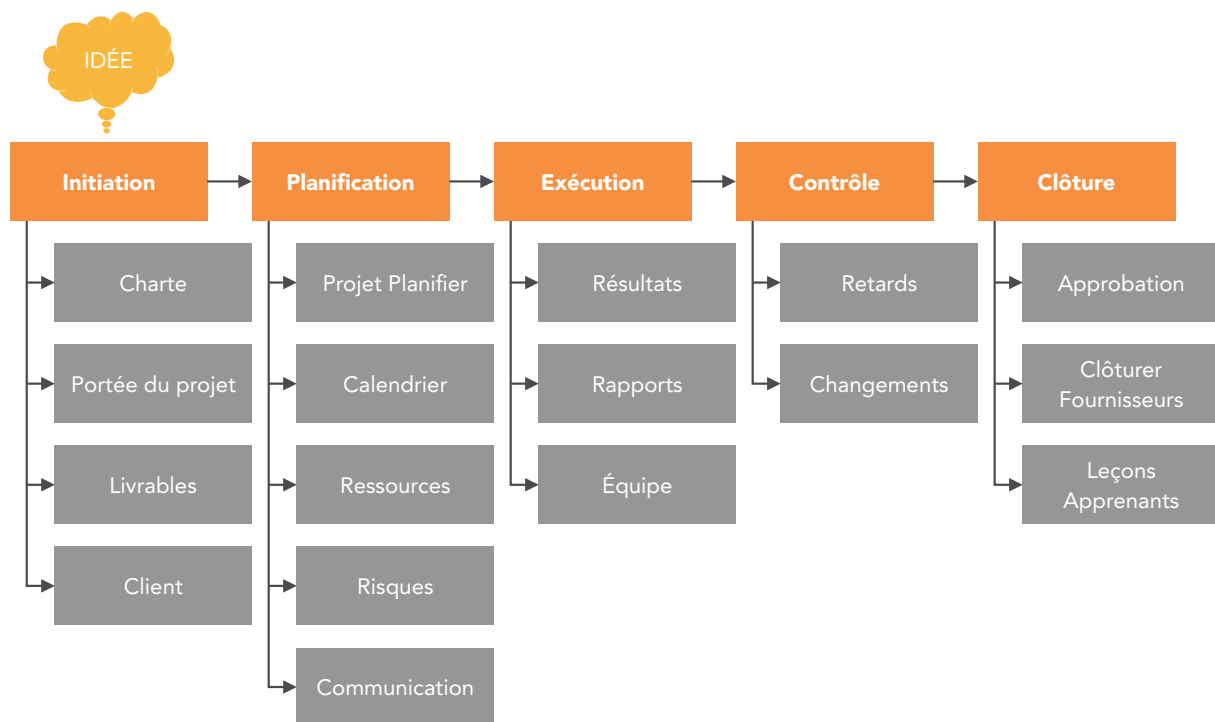 IDÉE
Initiation
Planification
Exécution
Contrôle
Clôture
Charte
Portée du projet
Livrables
Client
Projet Planifier
Calendrier
Ressources
Risques
Communication
Résultats
Rapports
Équipe
Retards
Changements
Approbation
Clôturer
Fournisseurs
Leçons
Apprenants